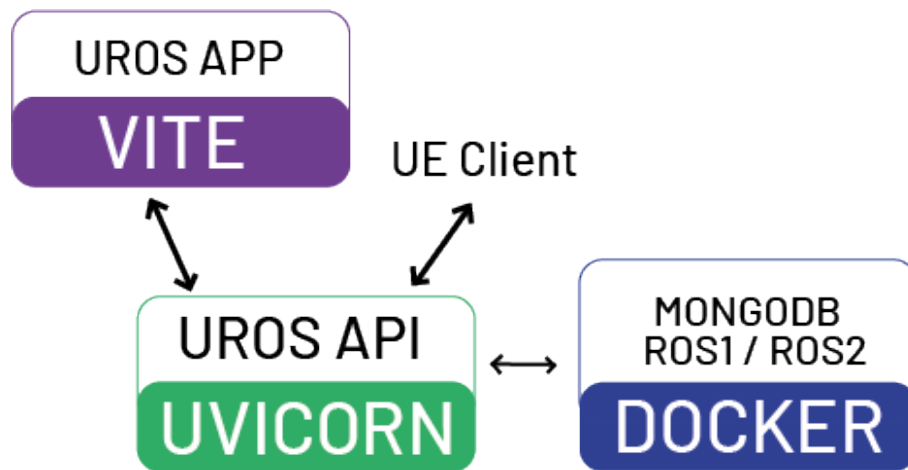 UROS APP
VITE
UE Client
UROS API
UVICORN
MONGODB
ROS1 / ROS2
DOCKER